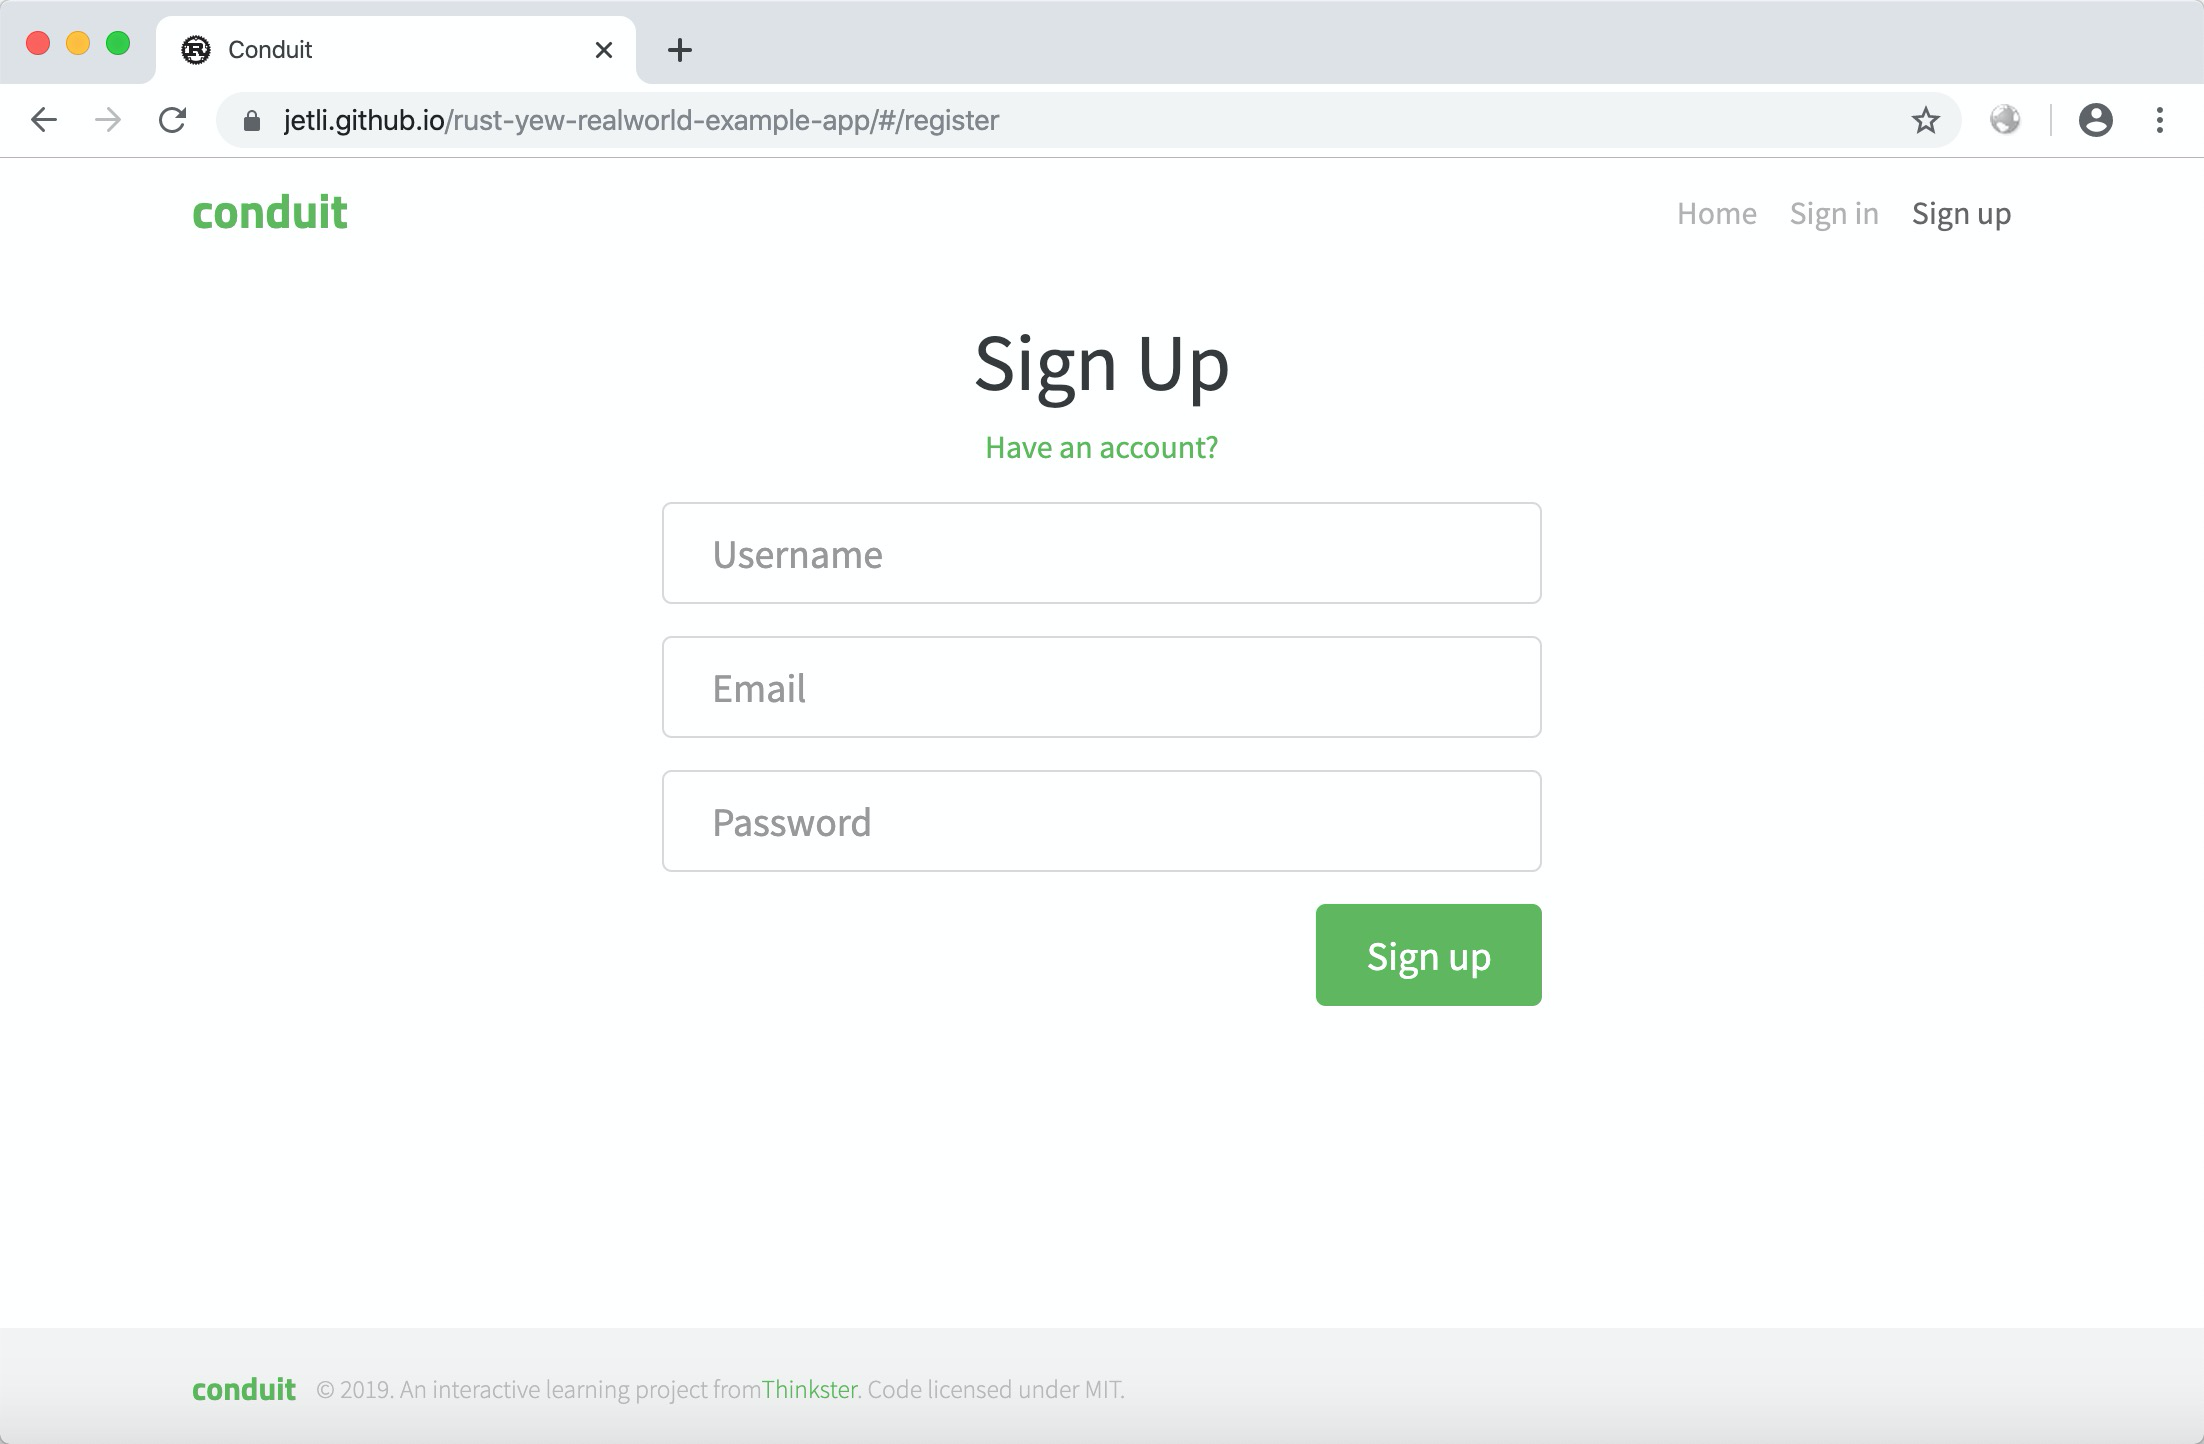 Conduit
jetli.github.io/rust-yew-realworld-example-app/#/register
conduit
Home Sign in Sign up
Sign Up
Have an account?
Username
Email
Password
Sign up
conduit © 2019. An interactive learning project fromThinkster. Code licensed under MIT.